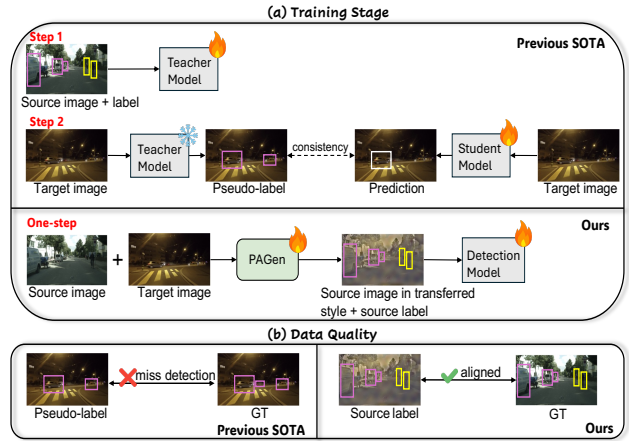 (a) Training Stage
Previous SOTA
Step 1
Teacher
Model
Source image + label
Step 2
Teacher
Model
consistency
Student
Model
Target image
Pseudo-label
Prediction
Target image
One-step
Ours
+
PAGen
Detection
Model
Source image
Target image
Source image in transferred
style + source label
(b) Data Quality
miss detection
aligned
Pseudo-label
GT
Source label
GT
Previous SOTA
Ours